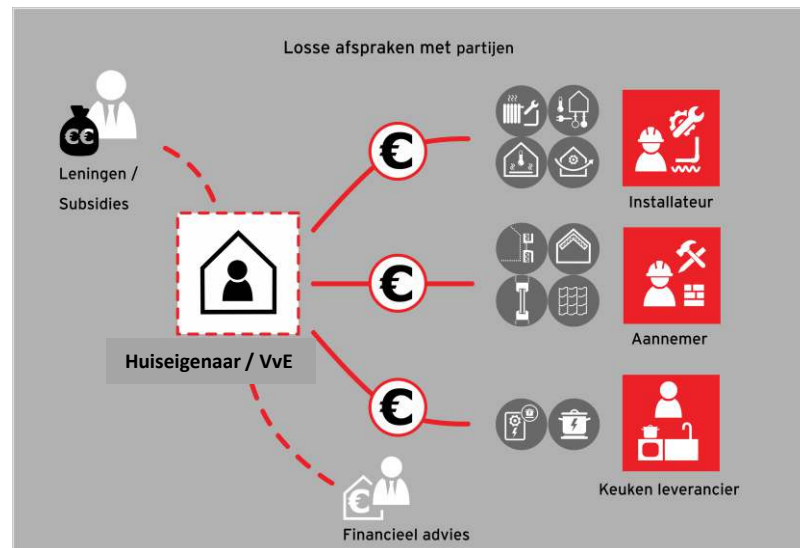 Losse afspraken met partijen
€€
Leningen /
Subsidies
€
Installateur
€
Aannemer
Huiseigenaar / VvE
€
Keuken leverancier
€
Financieel advies